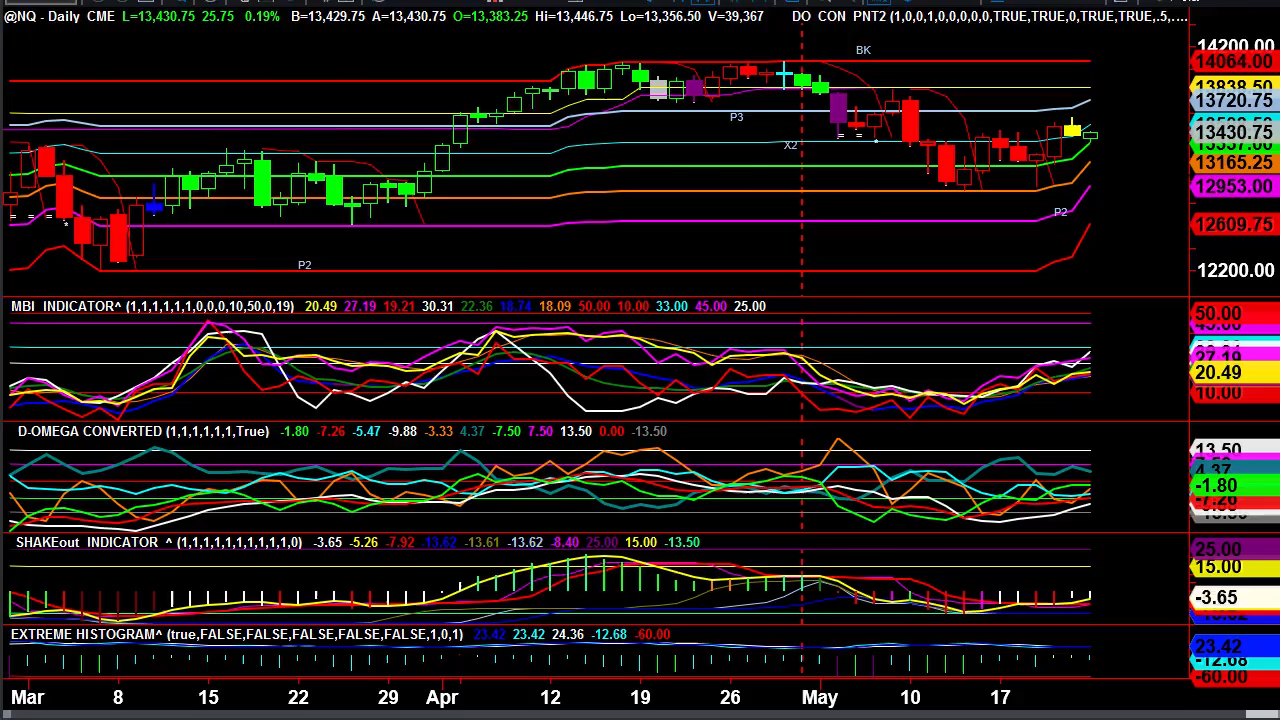 @NQ - Daily CME L=13,430.75 25.75 0.19% B=13,429.75 A=13,430.75 O=13,383.25 Hi=13,446.75 Lo=13,356.50 V=39,367 DO CON PNT2 (1,0,0,1,0,0,0,0,0,TRUE,TRUE,0,TRUE,TRUE,.5,....
14200.00
14064.00
13838.50
13720.75
13430.75
13337.00
13165.25
12953.00
12609.75
12200.00
BK
P3
X2
P2
P2
MBI INDICATOR^ (1,1,1,1,1,1,0,0,0,10,50,0,19) 20.49 27.19 19.21 30.31 22.36 18.74 18.09 50.00 10.00 33.00 45.00 25.00
50.00
45.00
27.19
20.49
10.00
D-OMEGA CONVERTED (1,1,1,1,1,1,True) -1.80 -7.26 -5.47 -9.88 -3.33 4.37 -7.50 7.50 13.50 0.00 -13.50
13.50
4.37
-1.80
-7.26
SHAKEout INDICATOR ^ (1,1,1,1,1,1,1,1,1,1,0) -3.65 -5.26 -7.92 -13.62 -13.61 -13.62 -8.40 25.00 15.00 -13.50
25.00
15.00
-3.65
EXTREME HISTOGRAM^ (true,FALSE,FALSE,FALSE,FALSE,FALSE,1,0,1) 23.42 23.42 24.36 -12.68 -60.00
23.42
-12.68
-60.00
Mar 8 15 22 29 Apr 12 19 26 May 10 17